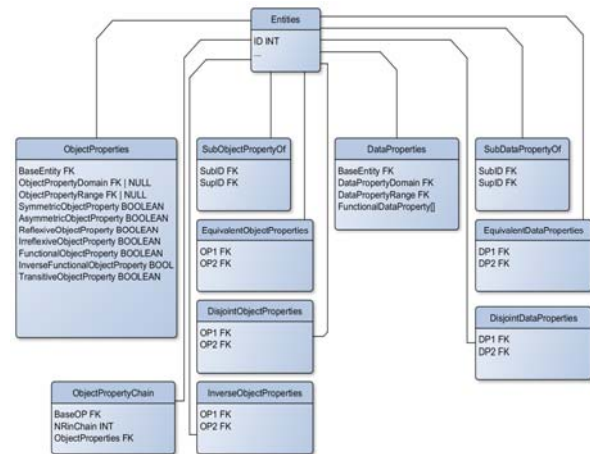 Entities
ID INT
...
ObjectProperties
BaseEntity FK
ObjectPropertyDomain FK | NULL
ObjectPropertyRange FK | NULL
SymmetricObjectProperty BOOLEAN
AsymmetricObjectProperty BOOLEAN
ReflexiveObjectProperty BOOLEAN
IrreflexiveObjectProperty BOOLEAN
FunctionalObjectProperty BOOLEAN
InverseFunctionalObjectProperty BOOL
TransitiveObjectProperty BOOLEAN
SubObjectPropertyOf
SubID FK
SupID FK
DataProperties
BaseEntity FK
DataPropertyDomain FK
DataPropertyRange FK
FunctionalDataProperty[]
SubDataPropertyOf
SubID FK
SupID FK
EquivalentObjectProperties
OP1 FK
OP2 FK
EquivalentDataProperties
DP1 FK
DP2 FK
DisjointObjectProperties
OP1 FK
OP2 FK
DisjointDataProperties
DP1 FK
DP2 FK
ObjectPropertyChain
BaseOP FK
NRinChain INT
ObjectProperties FK
InverseObjectProperties
OP1 FK
OP2 FK